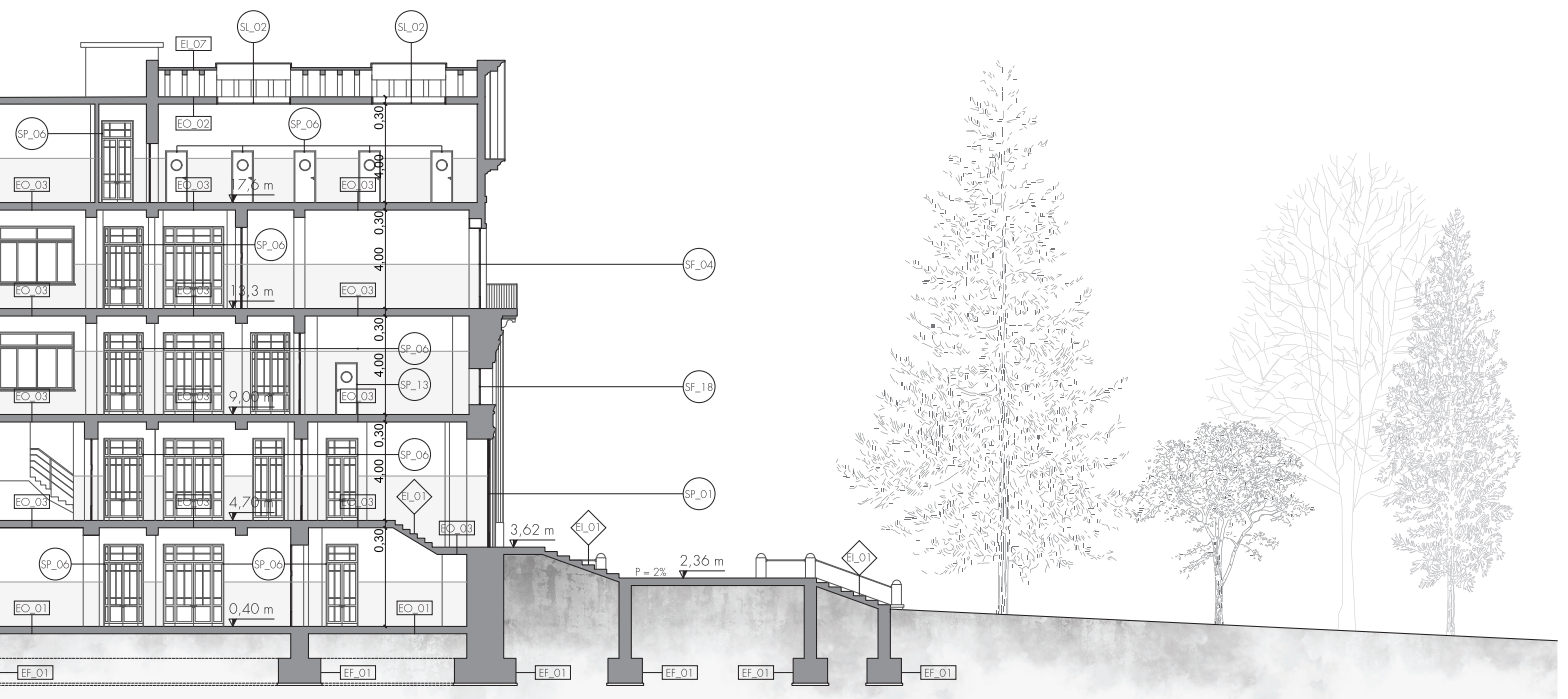 SL_02
SL_02
EI_07
EO_02
SP_06
SP_06
0,30
4,00
EO_03
EO_03
17,6 m
EO_03
0,30
SP_06
4,00
SF_04
EO_03
EO_03
13,3 m
EO_03
0,30
SP_06
4,00
SP_13
SF_18
EO_03
EO_03
9,00 m
EO_03
0,30
SP_06
4,00
EI_01
SP_01
EO_03
EO_03
4,70 m
EO_03
EO_03
3,62 m
EI_01
0,30
SP_06
SP_06
P = 2%
2,36 m
EI_01
EO_01
0,40 m
EO_01
EF_01
EF_01
EF_01
EF_01
EF_01
EF_01